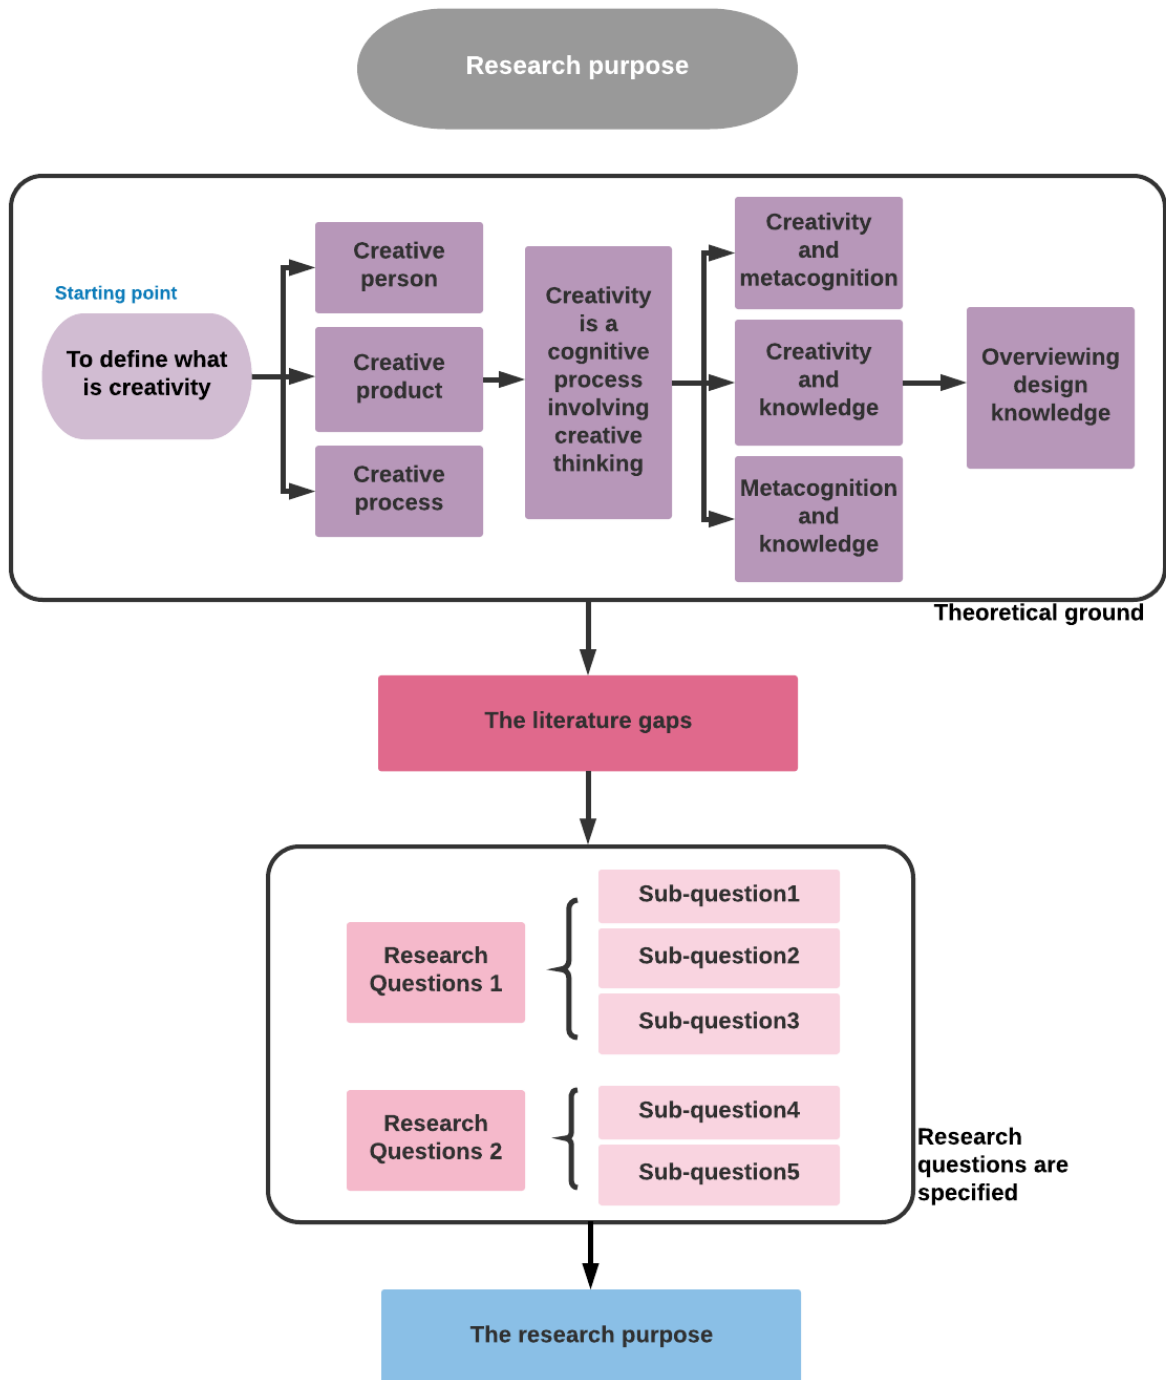 Research purpose
Starting point
To define what
is creativity
Creative
person
Creative
product
Creative
process
Creativity
is a
cognitive
process
involving
creative
thinking
Creativity
and
metacognition
Creativity
and
knowledge
Metacognition
and
knowledge
Overviewing
design
knowledge
Theoretical ground
The literature gaps
Research
Questions 1
Sub-question1
Sub-question2
Sub-question3
Research
Questions 2
Sub-question4
Sub-question5
Research
questions are
specified
The research purpose